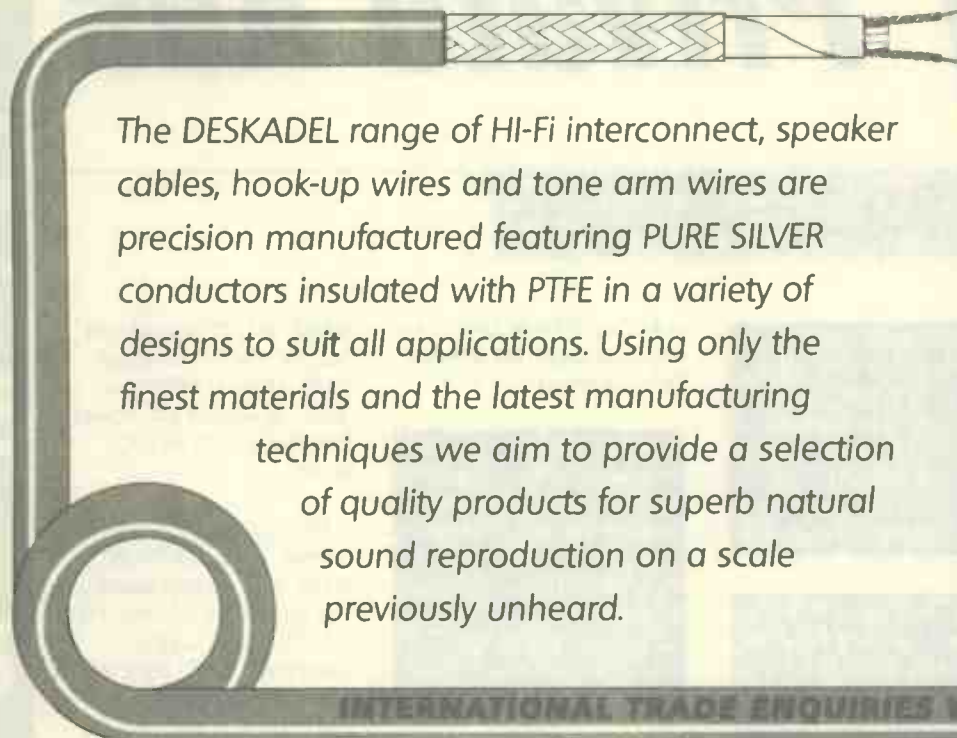 The DESKADEL range of HI-Fi interconnect, speaker
cables, hook-up wires and tone arm wires are
precision manufactured featuring PURE SILVER
conductors insulated with PTFE in a variety of
designs to suit all applications. Using only the
finest materials and the latest manufacturing
techniques we aim to provide a selection
of quality products for superb natural
sound reproduction on a scale
previously unheard.
INTERNATIONAL TRADE ENQUIRIES